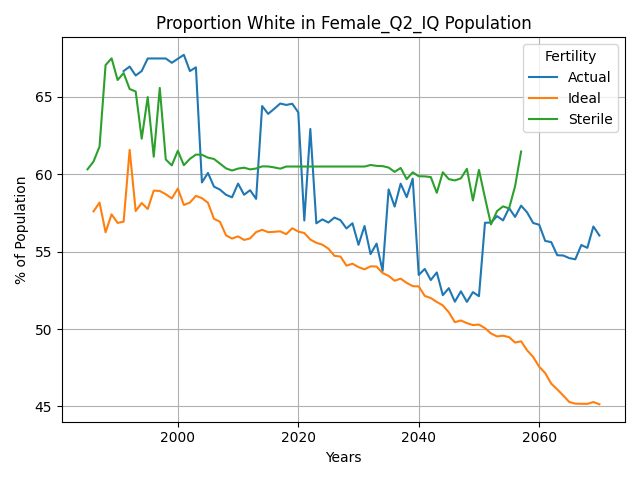 Proportion White in Female_Q2_IQ Population
Fertility
Actual
Ideal
Sterile
% of Population
65
60
55
50
45
2000
2020
2040
2060
Years